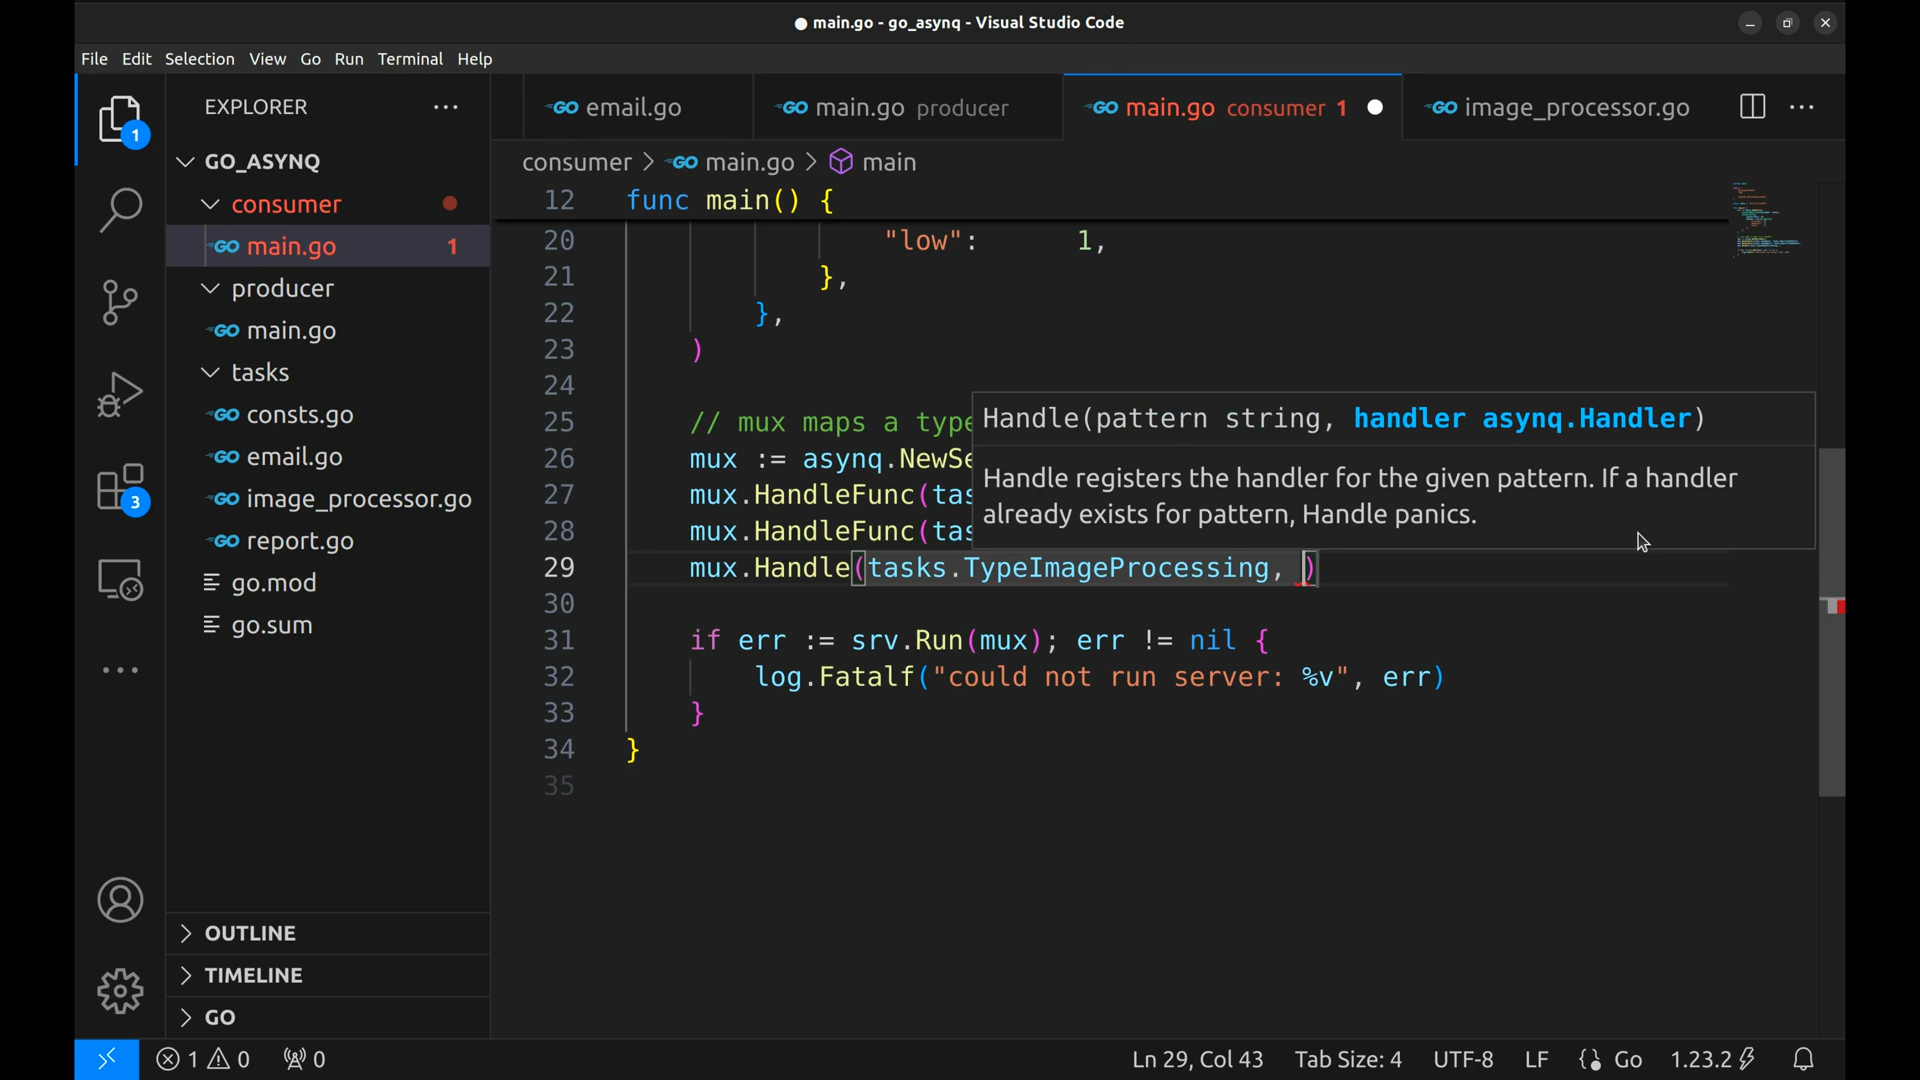 main.go - go_asynq - Visual Studio Code
File Edit Selection View Go Run Terminal Help
EXPLORER
GO_ASYNQ
consumer
GO main.go 1
producer
GO main.go
tasks
GO consts.go
GO email.go
GO image_processor.go
GO report.go
go.mod
go.sum
OUTLINE
TIMELINE
GO
1
3
GO email.go GO main.go producer GO main.go consumer 1 GO image_processor.go
consumer > GO main.go > main
12 func main() {
20 "low": 1,
21 },
22 },
23 )
24
25 // mux maps a type
26 mux := asynq.NewSe
27 mux.HandleFunc(tas
28 mux.HandleFunc(tas
29 mux.Handle(tasks.TypeImageProcessing, )
30
31 if err := srv.Run(mux); err != nil {
32 log.Fatalf("could not run server: %v", err)
33 }
34 }
35
Handle(pattern string, handler asynq.Handler)
Handle registers the handler for the given pattern. If a handler
already exists for pattern, Handle panics.
1 0 0 Ln 29, Col 43 Tab Size: 4 UTF-8 LF {} Go 1.23.2